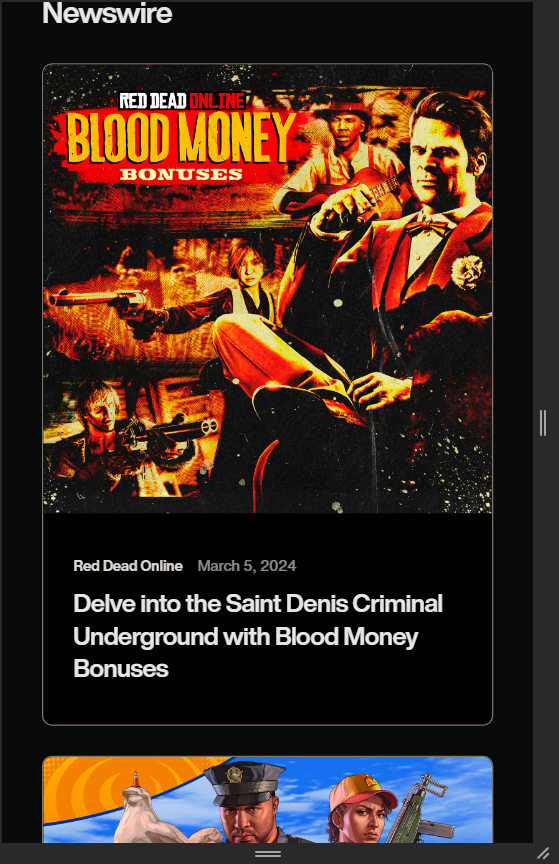 Newswire
RED DEAD ONLINE
BLOOD MONEY
BONUSES
Red Dead Online March 5, 2024
Delve into the Saint Denis Criminal
Underground with Blood Money
Bonuses